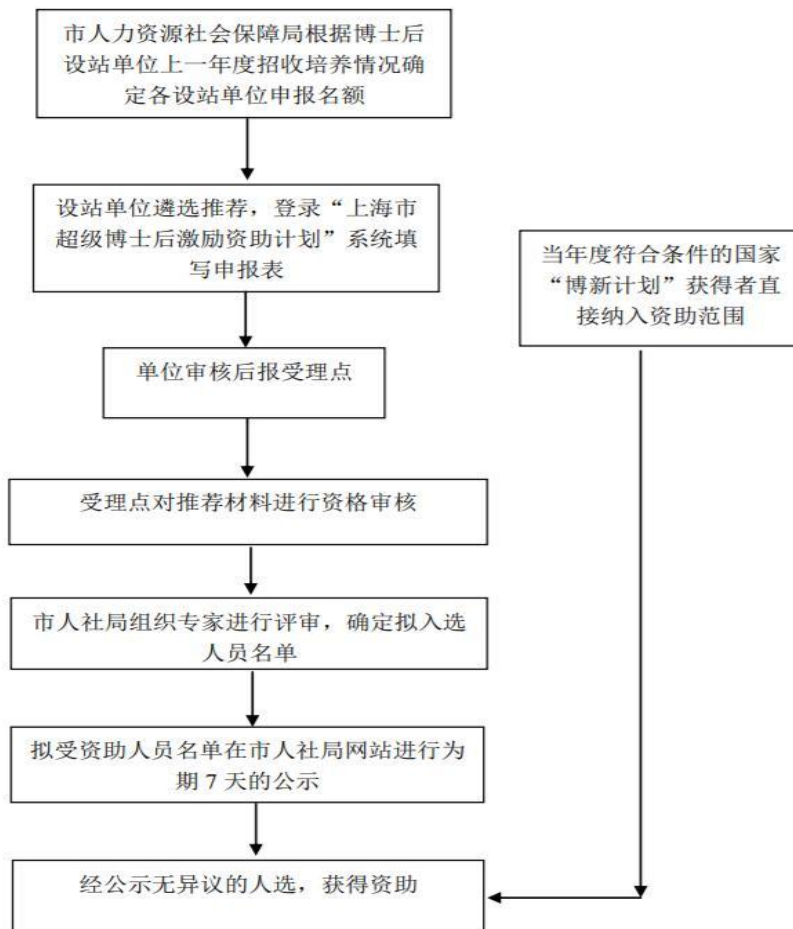 市人力资源社会保障局根据博士后
设站单位上一年度招收培养情况确
定各设站单位申报名额
设站单位遴选推荐，登录“上海市
超级博士后激励资助计划”系统填
写申报表
当年度符合条件的国家
“博新计划”获得者直
接纳入资助范围
单位审核后报受理点
受理点对推荐材料进行资格审核
市人社局组织专家进行评审，确定拟入选
人员名单
拟受资助人员名单在市人社局网站进行为
期 7 天的公示
经公示无异议的人选，获得资助